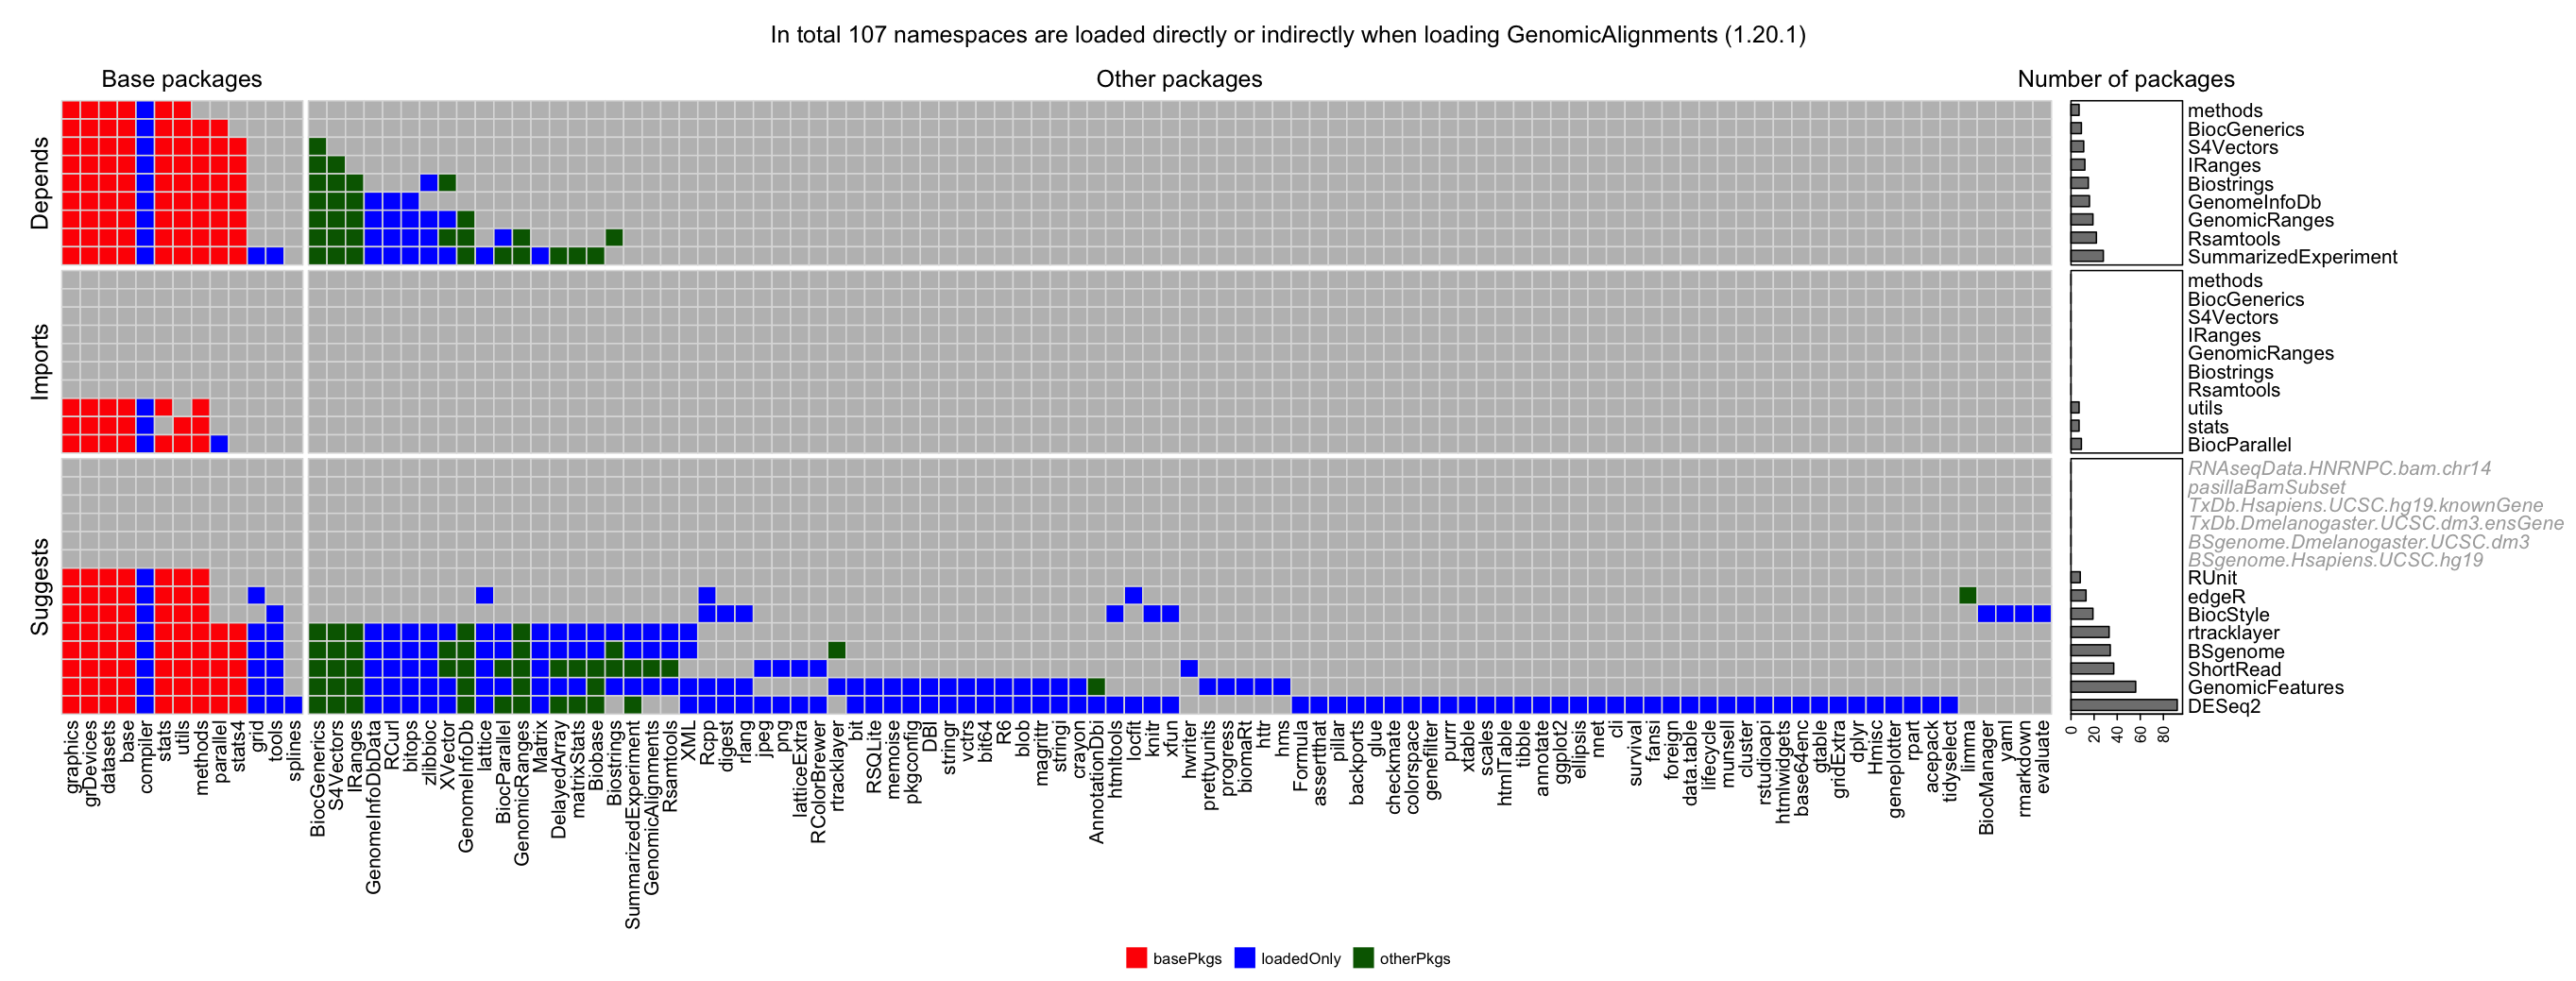 In total 107 namespaces are loaded directly or indirectly when loading GenomicAlignments (1.20.1)
Base packages
Other packages
Number of packages
Depends
methods
BiocGenerics
S4Vectors
IRanges
Biostrings
GenomeInfoDb
GenomicRanges
Rsamtools
SummarizedExperiment
Imports
methods
BiocGenerics
S4Vectors
IRanges
GenomicRanges
Biostrings
Rsamtools
utils
stats
BiocParallel
Suggests
RNAseqData.HNRNPC.bam.chr14
pasillaBamSubset
TxDb.Hsapiens.UCSC.hg19.knownGene
TxDb.Dmelanogaster.UCSC.dm3.ensGene
BSgenome.Dmelanogaster.UCSC.dm3
BSgenome.Hsapiens.UCSC.hg19
RUnit
edgeR
BiocStyle
rtracklayer
BSgenome
ShortRead
GenomicFeatures
DESeq2
graphics
grDevices
datasets
base
compiler
stats
utils
methods
parallel
stats4
grid
tools
splines
BiocGenerics
S4Vectors
IRanges
GenomeInfoDbData
RCurl
bitops
zlibbioc
XVector
GenomeInfoDb
lattice
BiocParallel
GenomicRanges
Matrix
DelayedArray
matrixStats
Biobase
Biostrings
SummarizedExperiment
GenomicAlignments
Rsamtools
XML
Rcpp
digest
rlang
jpeg
png
latticeExtra
RColorBrewer
rtracklayer
bit
RSQLite
memoise
pkgconfig
DBI
stringr
vctrs
bit64
R6
blob
magrittr
stringi
crayon
AnnotationDbi
htmltools
locfit
knitr
xfun
hwriter
prettyunits
progress
biomaRt
httr
hms
Formula
assertthat
pillar
backports
glue
checkmate
colorspace
genefilter
purrr
xtable
scales
htmlTable
tibble
annotate
ggplot2
ellipsis
nnet
cli
survival
fansi
foreign
data.table
lifecycle
munsell
cluster
rstudioapi
htmlwidgets
base64enc
gtable
gridExtra
dplyr
Hmisc
geneplotter
rpart
acepack
tidyselect
limma
BiocManager
yaml
rmarkdown
evaluate
0
20
40
60
80
basePkgs
loadedOnly
otherPkgs